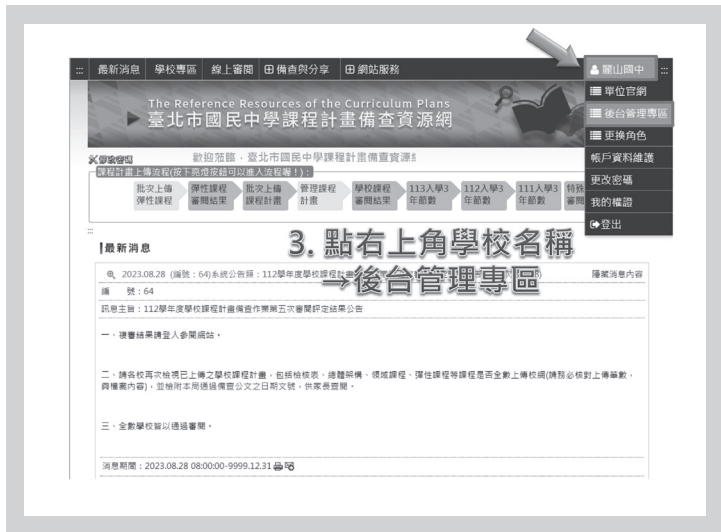 最新消息 學校專區 線上審閱 備查與分享 網站服務
麗山國中
單位官網
後台管理專區
更換角色
帳戶資料維護
更改密碼
我的權證
登出
The Reference Resources of the Curriculum Plans
臺北市國民中學課程計畫備查資源網
修改密碼
歡迎蒞臨，臺北市國民中學課程計畫備查資源
課程計畫上傳流程(按下亮燈按鈕可以進入流程喔！)：
批次上傳彈性課程
彈性課程審閱結果
批次上傳課程計畫
管理課程計畫
學校課程審閱結果
113入學3年節數
112入學3年節數
111入學3年節數
特殊審閱
3. 點右上角學校名稱
→後台管理專區
最新消息
2023.08.28 (編號：64)系統公告類：112學年度學校課程計畫
隱藏消息內容
編 號：64
訊息主旨：112學年度學校課程計畫備查作業第五次審閱評定結果公告
一、複審結果請登入參閱網站。
二、請各校再次檢視已上傳之學校課程計畫，包括檢核表、總體架構、領域課程、彈性課程等課程是否全數上傳校網(請務必核對上傳筆數，
與檔案內容)，並檢附本局通過備查公文之日期文號，供家長查閱。
三、全數學校皆以通過審閱。
消息期間：2023.08.28 08:00:00-9999.12.31